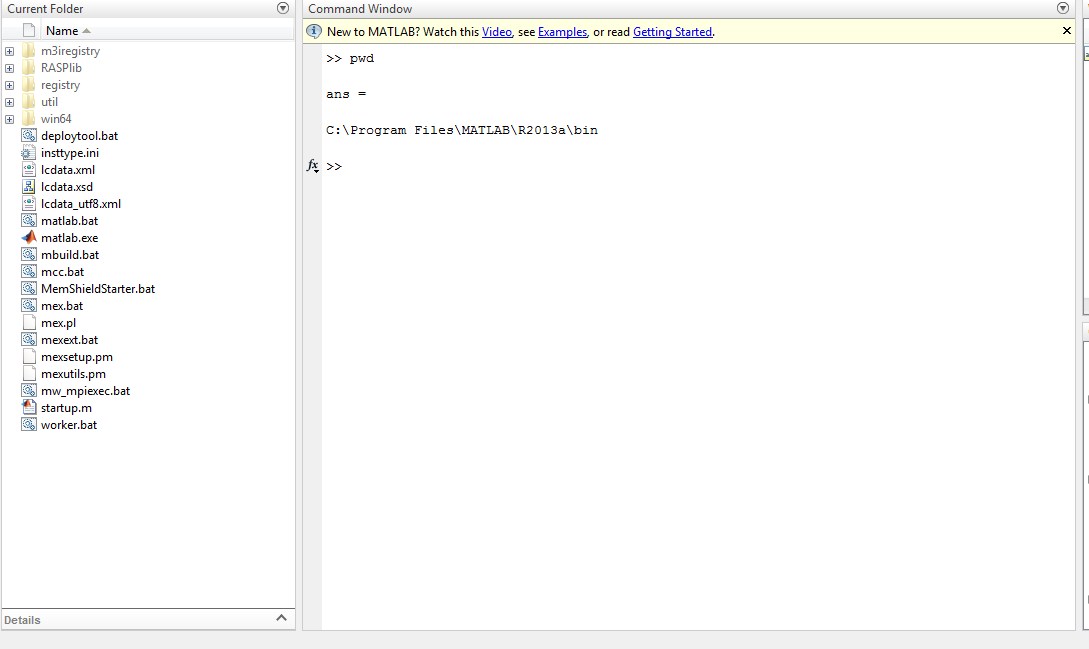 Current Folder
Name
m3iregistry
RASPlib
registry
util
win64
deploytool.bat
insttype.ini
lcdata.xml
lcdata.xsd
lcdata_utf8.xml
matlab.bat
matlab.exe
mbuild.bat
mcc.bat
MemShieldStarter.bat
mex.bat
mex.pl
mexext.bat
mexsetup.pm
mexutils.pm
mw_mpiexec.bat
startup.m
worker.bat
Details
Command Window
New to MATLAB? Watch this Video, see Examples, or read Getting Started.
>> pwd
ans =
C:\Program Files\MATLAB\R2013a\bin
fx >>